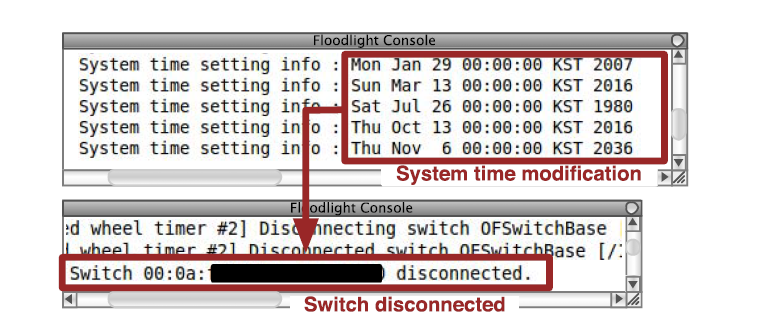 Floodlight Console
System time setting info : Mon Jan 29 00:00:00 KST 2007
System time setting info : Sun Mar 13 00:00:00 KST 2016
System time setting info : Sat Jul 26 00:00:00 KST 1980
System time setting info : Thu Oct 13 00:00:00 KST 2016
System time setting info : Thu Nov 6 00:00:00 KST 2036
System time modification
Floodlight Console
ed wheel timer #2] Disconnecting switch OFSwitchBase
d wheel timer #2] Disconnected switch OFSwitchBase [/1
Switch 00:0a: ) disconnected.
Switch disconnected